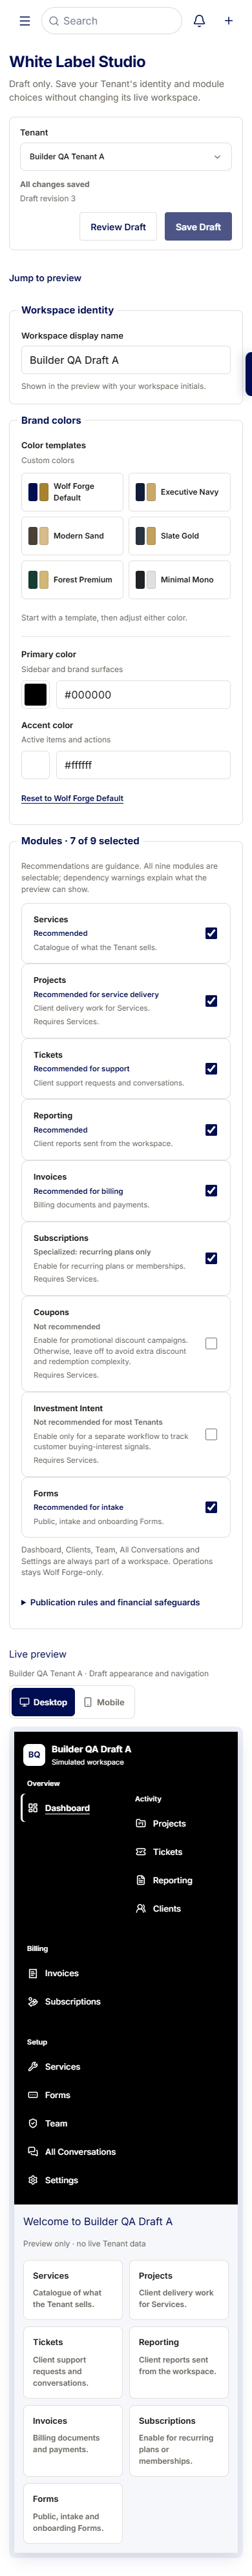 Search
White Label Studio
Draft only. Save your Tenant's identity and module
choices without changing its live workspace.
Tenant
Builder QA Tenant A
All changes saved
Draft revision 3
Review Draft
Save Draft
Jump to preview
Workspace identity
Workspace display name
Builder QA Draft A
Shown in the preview with your workspace initials.
Brand colors
Color templates
Custom colors
Wolf Forge
Default
Executive Navy
Modern Sand
Slate Gold
Forest Premium
Minimal Mono
Start with a template, then adjust either color.
Primary color
Sidebar and brand surfaces
#000000
Accent color
Active items and actions
#ffffff
Reset to Wolf Forge Default
Modules · 7 of 9 selected
Recommendations are guidance. All nine modules are
selectable; dependency warnings explain what the
preview can show.
Services
Recommended
Catalogue of what the Tenant sells.
Projects
Recommended for service delivery
Client delivery work for Services.
Requires Services.
Tickets
Recommended for support
Client support requests and conversations.
Reporting
Recommended
Client reports sent from the workspace.
Invoices
Recommended for billing
Billing documents and payments.
Subscriptions
Specialized: recurring plans only
Enable for recurring plans or memberships.
Requires Services.
Coupons
Not recommended
Enable for promotional discount campaigns.
Otherwise, leave off to avoid extra discount
and redemption complexity.
Requires Services.
Investment Intent
Not recommended for most Tenants
Enable only for a separate workflow to track
customer buying-interest signals.
Requires Services.
Forms
Recommended for intake
Public, intake and onboarding Forms.
Dashboard, Clients, Team, All Conversations and
Settings are always part of a workspace. Operations
stays Wolf Forge-only.
Publication rules and financial safeguards
Live preview
Builder QA Tenant A · Draft appearance and navigation
Desktop
Mobile
BQ
Builder QA Draft A
Simulated workspace
Overview
Dashboard
Activity
Projects
Tickets
Reporting
Clients
Billing
Invoices
Subscriptions
Setup
Services
Forms
Team
All Conversations
Settings
Welcome to Builder QA Draft A
Preview only · no live Tenant data
Services
Catalogue of what
the Tenant sells.
Projects
Client delivery work
for Services.
Tickets
Client support
requests and
conversations.
Reporting
Client reports sent
from the workspace.
Invoices
Billing documents
and payments.
Subscriptions
Enable for recurring
plans or
memberships.
Forms
Public, intake and
onboarding Forms.